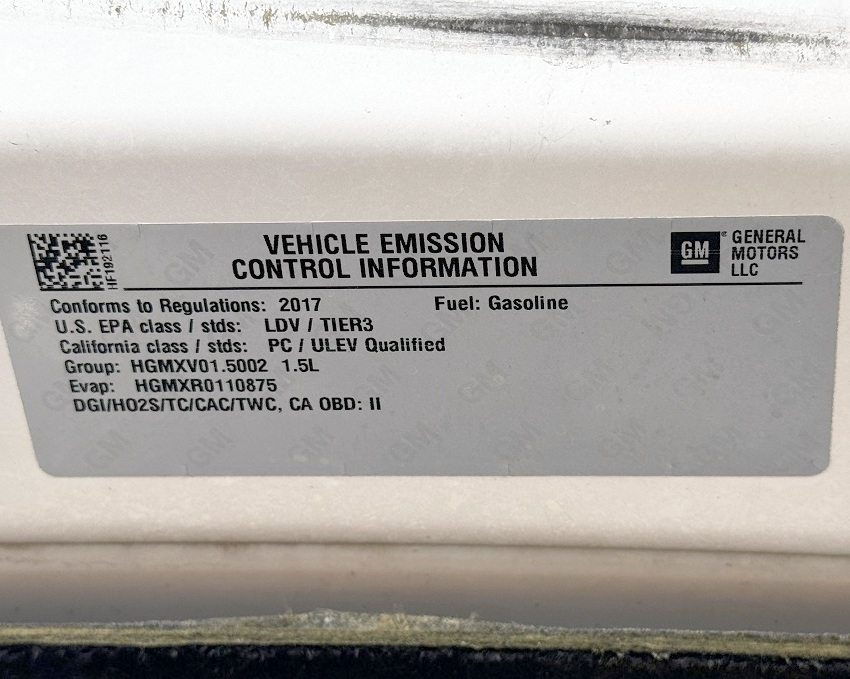 VEHICLE EMISSION
CONTROL INFORMATION
HF192116
GM
GENERAL
MOTORS
LLC
Conforms to Regulations: 2017 Fuel: Gasoline
U.S. EPA class / stds: LDV / TIER3
California class / stds: PC / ULEV Qualified
Group: HGMXV01.5002 1.5L
Evap: HGMXR0110875
DGI/HO2S/TC/CAC/TWC, CA OBD: II